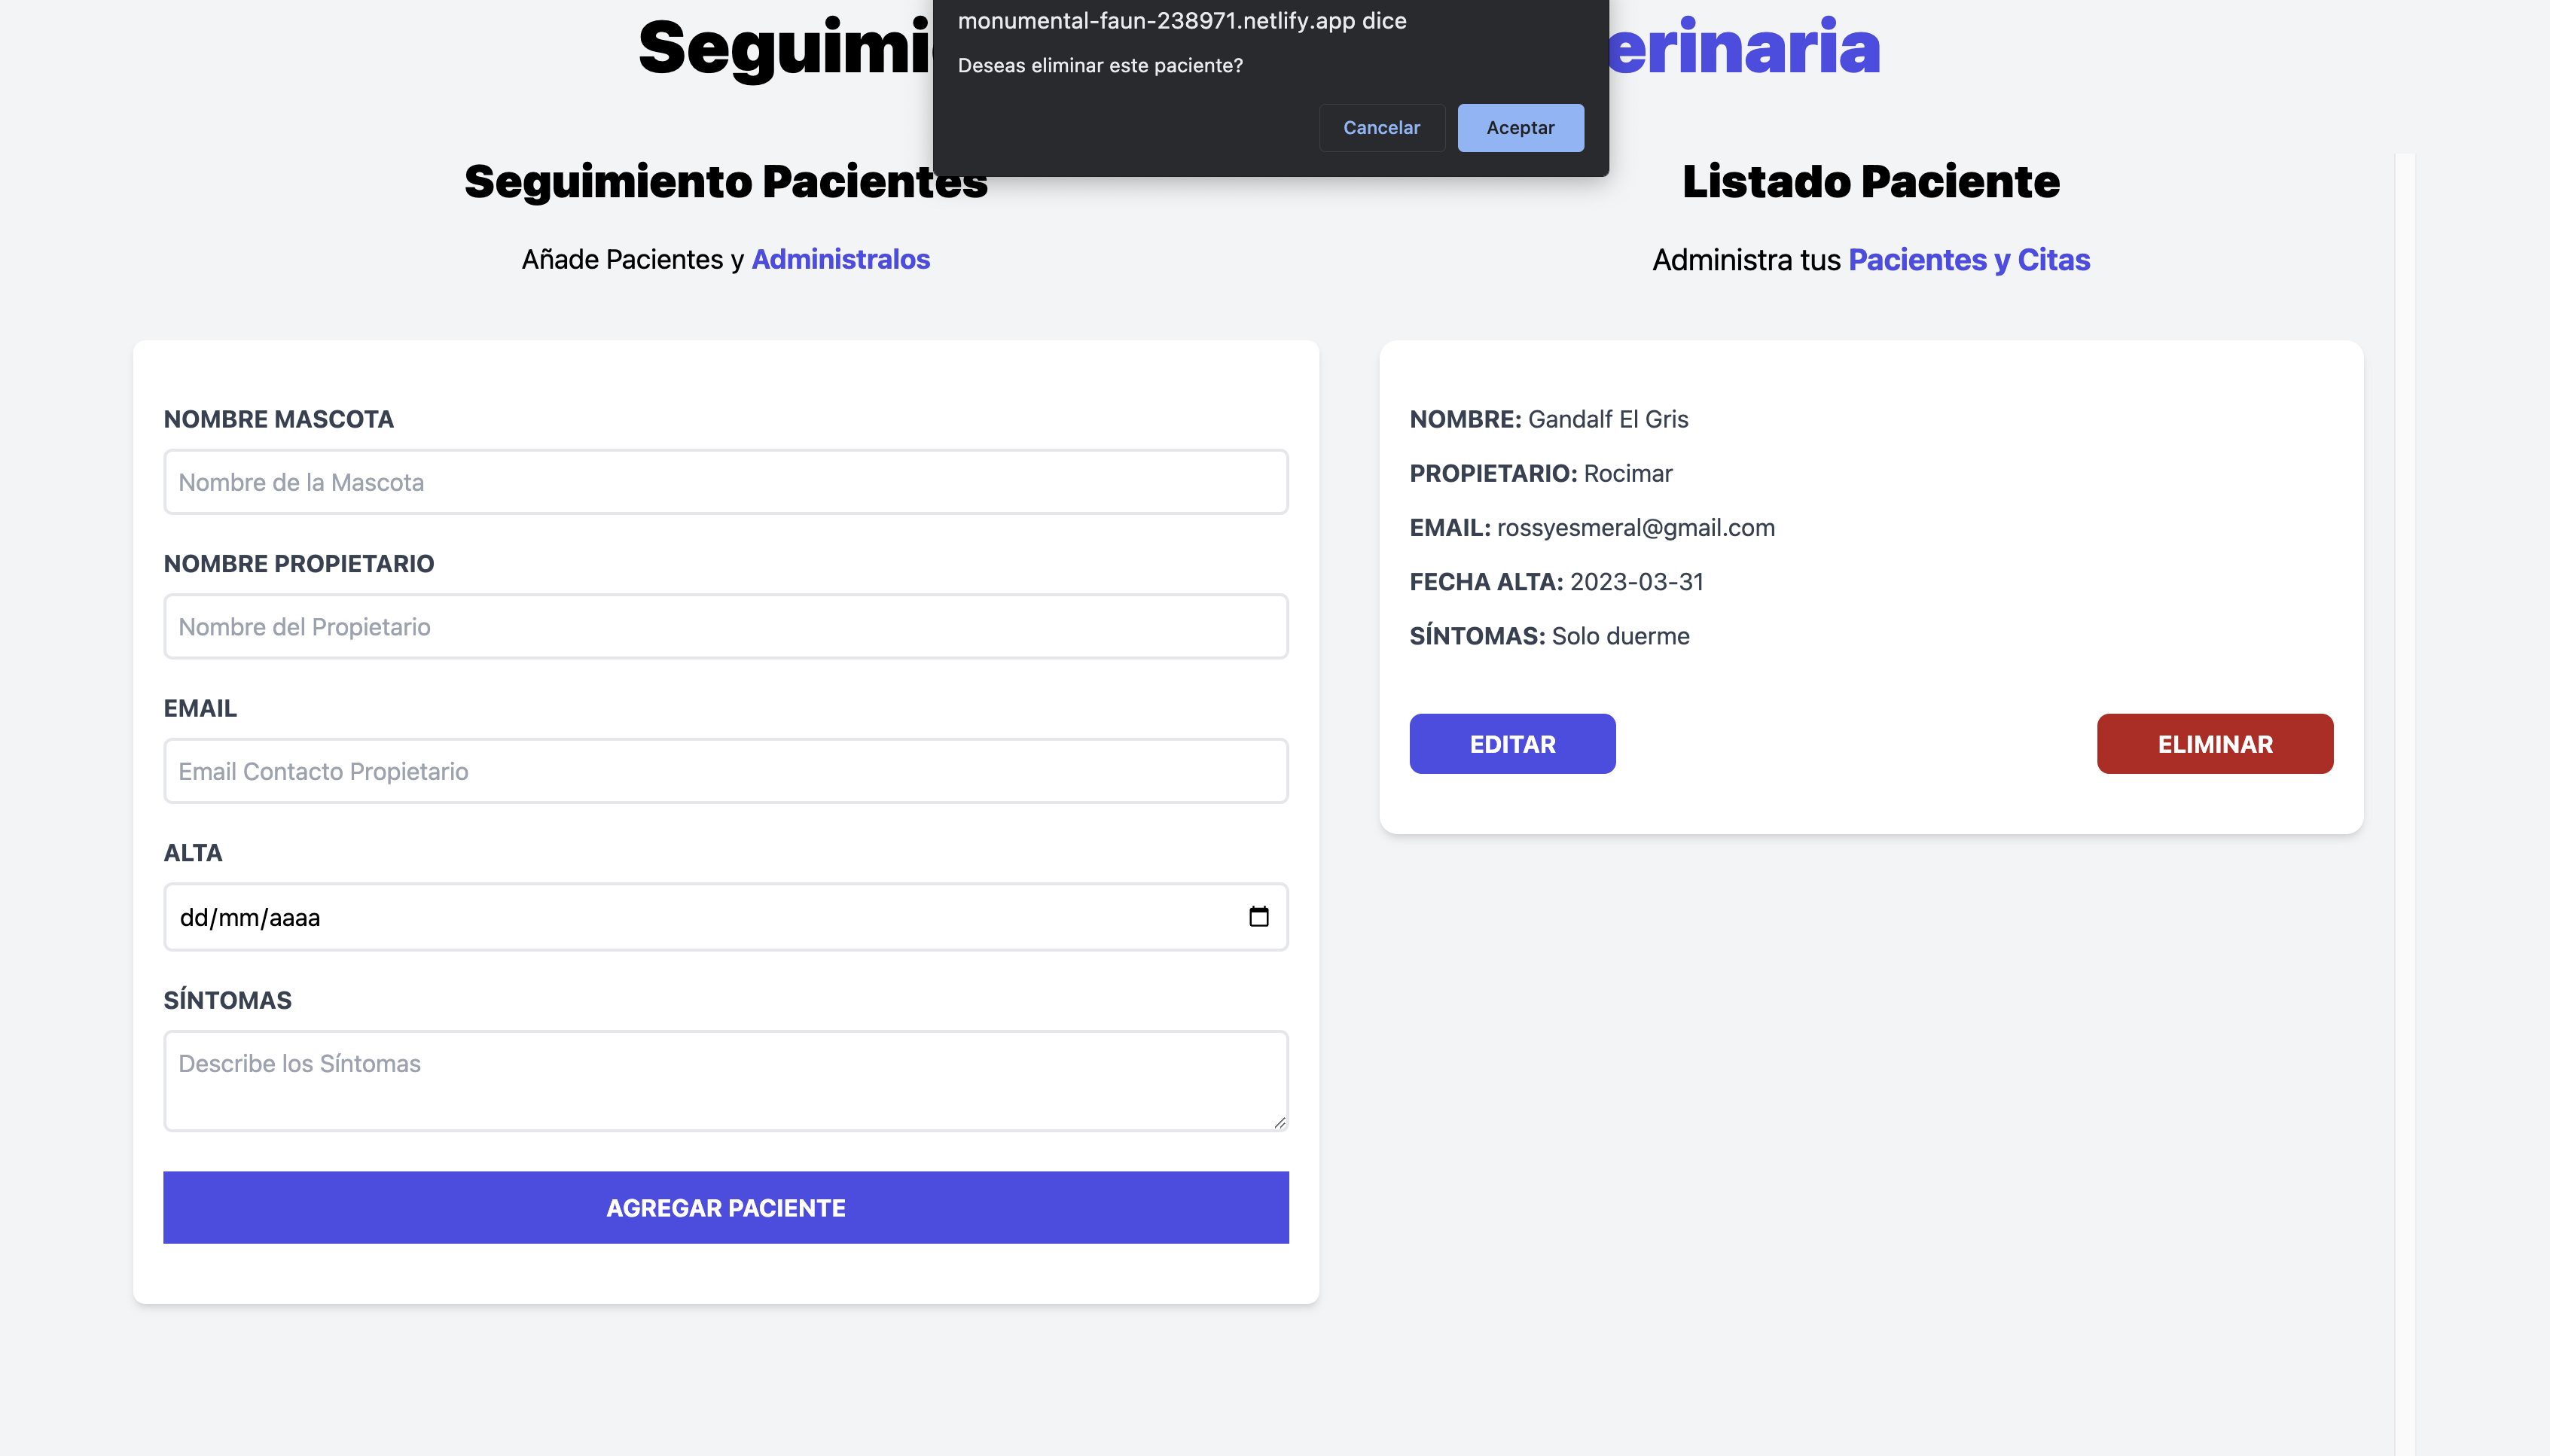 monumental-faun-238971.netlify.app dice
Deseas eliminar este paciente?
Cancelar
Aceptar
Seguimiento Pacientes
Añade Pacientes y Administralos
NOMBRE MASCOTA
Nombre de la Mascota
NOMBRE PROPIETARIO
Nombre del Propietario
EMAIL
Email Contacto Propietario
ALTA
dd/mm/aaaa
SÍNTOMAS
Describe los Síntomas
AGREGAR PACIENTE
Listado Paciente
Administra tus Pacientes y Citas
NOMBRE: Gandalf El Gris
PROPIETARIO: Rocimar
EMAIL: rossyesmeral@gmail.com
FECHA ALTA: 2023-03-31
SÍNTOMAS: Solo duerme
EDITAR
ELIMINAR